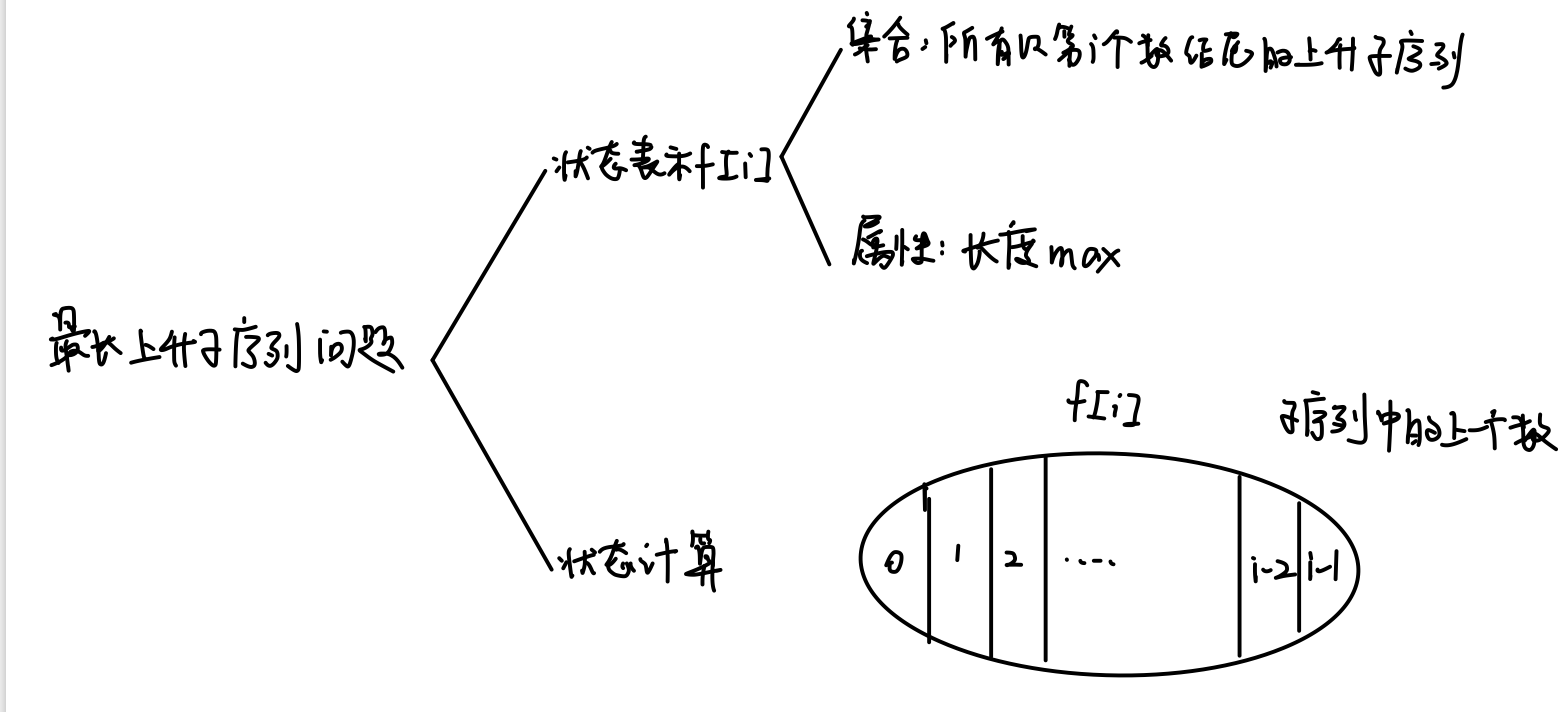 集合：所有以第i个数结尾的上升子序列
状态表示f[i]
属性：长度max
最长上升子序列问题
f[i]
子序列中的上一个数
状态计算
0 1 2 ..... i-2 i-1